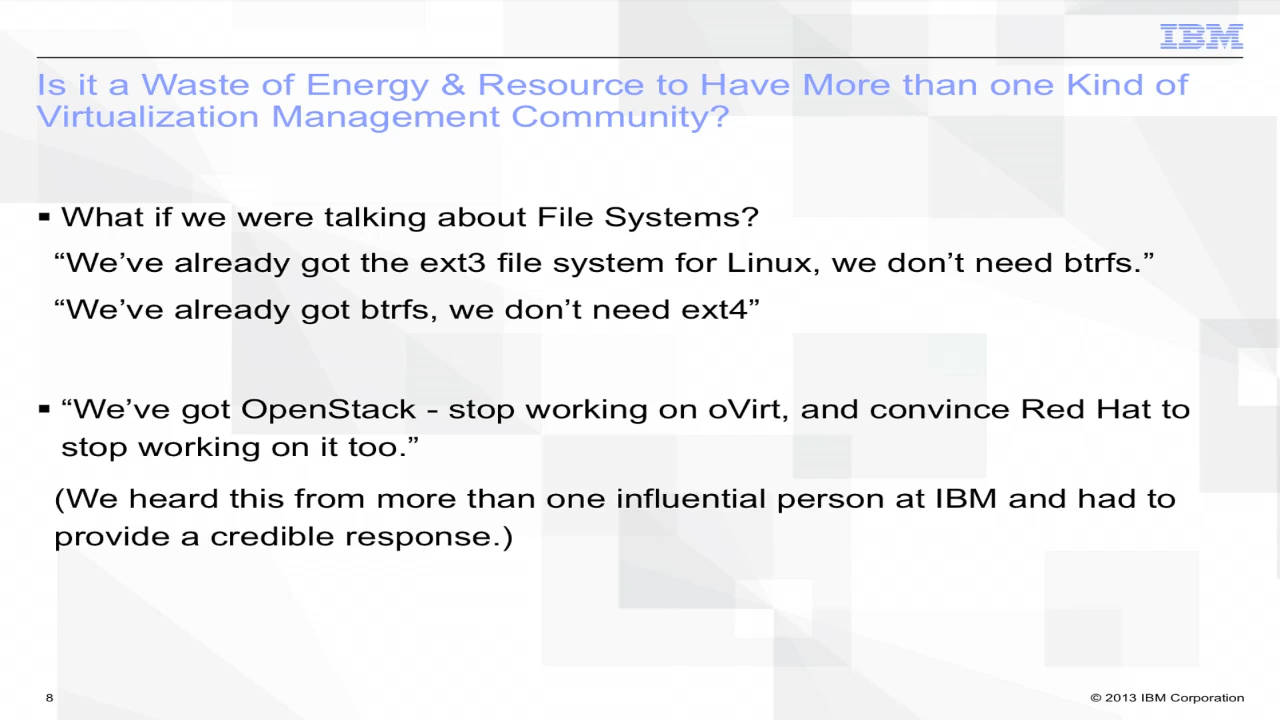 IBM
Is it a Waste of Energy & Resource to Have More than one Kind of
Virtualization Management Community?
▪ What if we were talking about File Systems?
“We’ve already got the ext3 file system for Linux, we don’t need btrfs.”
“We’ve already got btrfs, we don’t need ext4”
▪ “We’ve got OpenStack - stop working on oVirt, and convince Red Hat to
stop working on it too.”
(We heard this from more than one influential person at IBM and had to
provide a credible response.)
8
© 2013 IBM Corporation